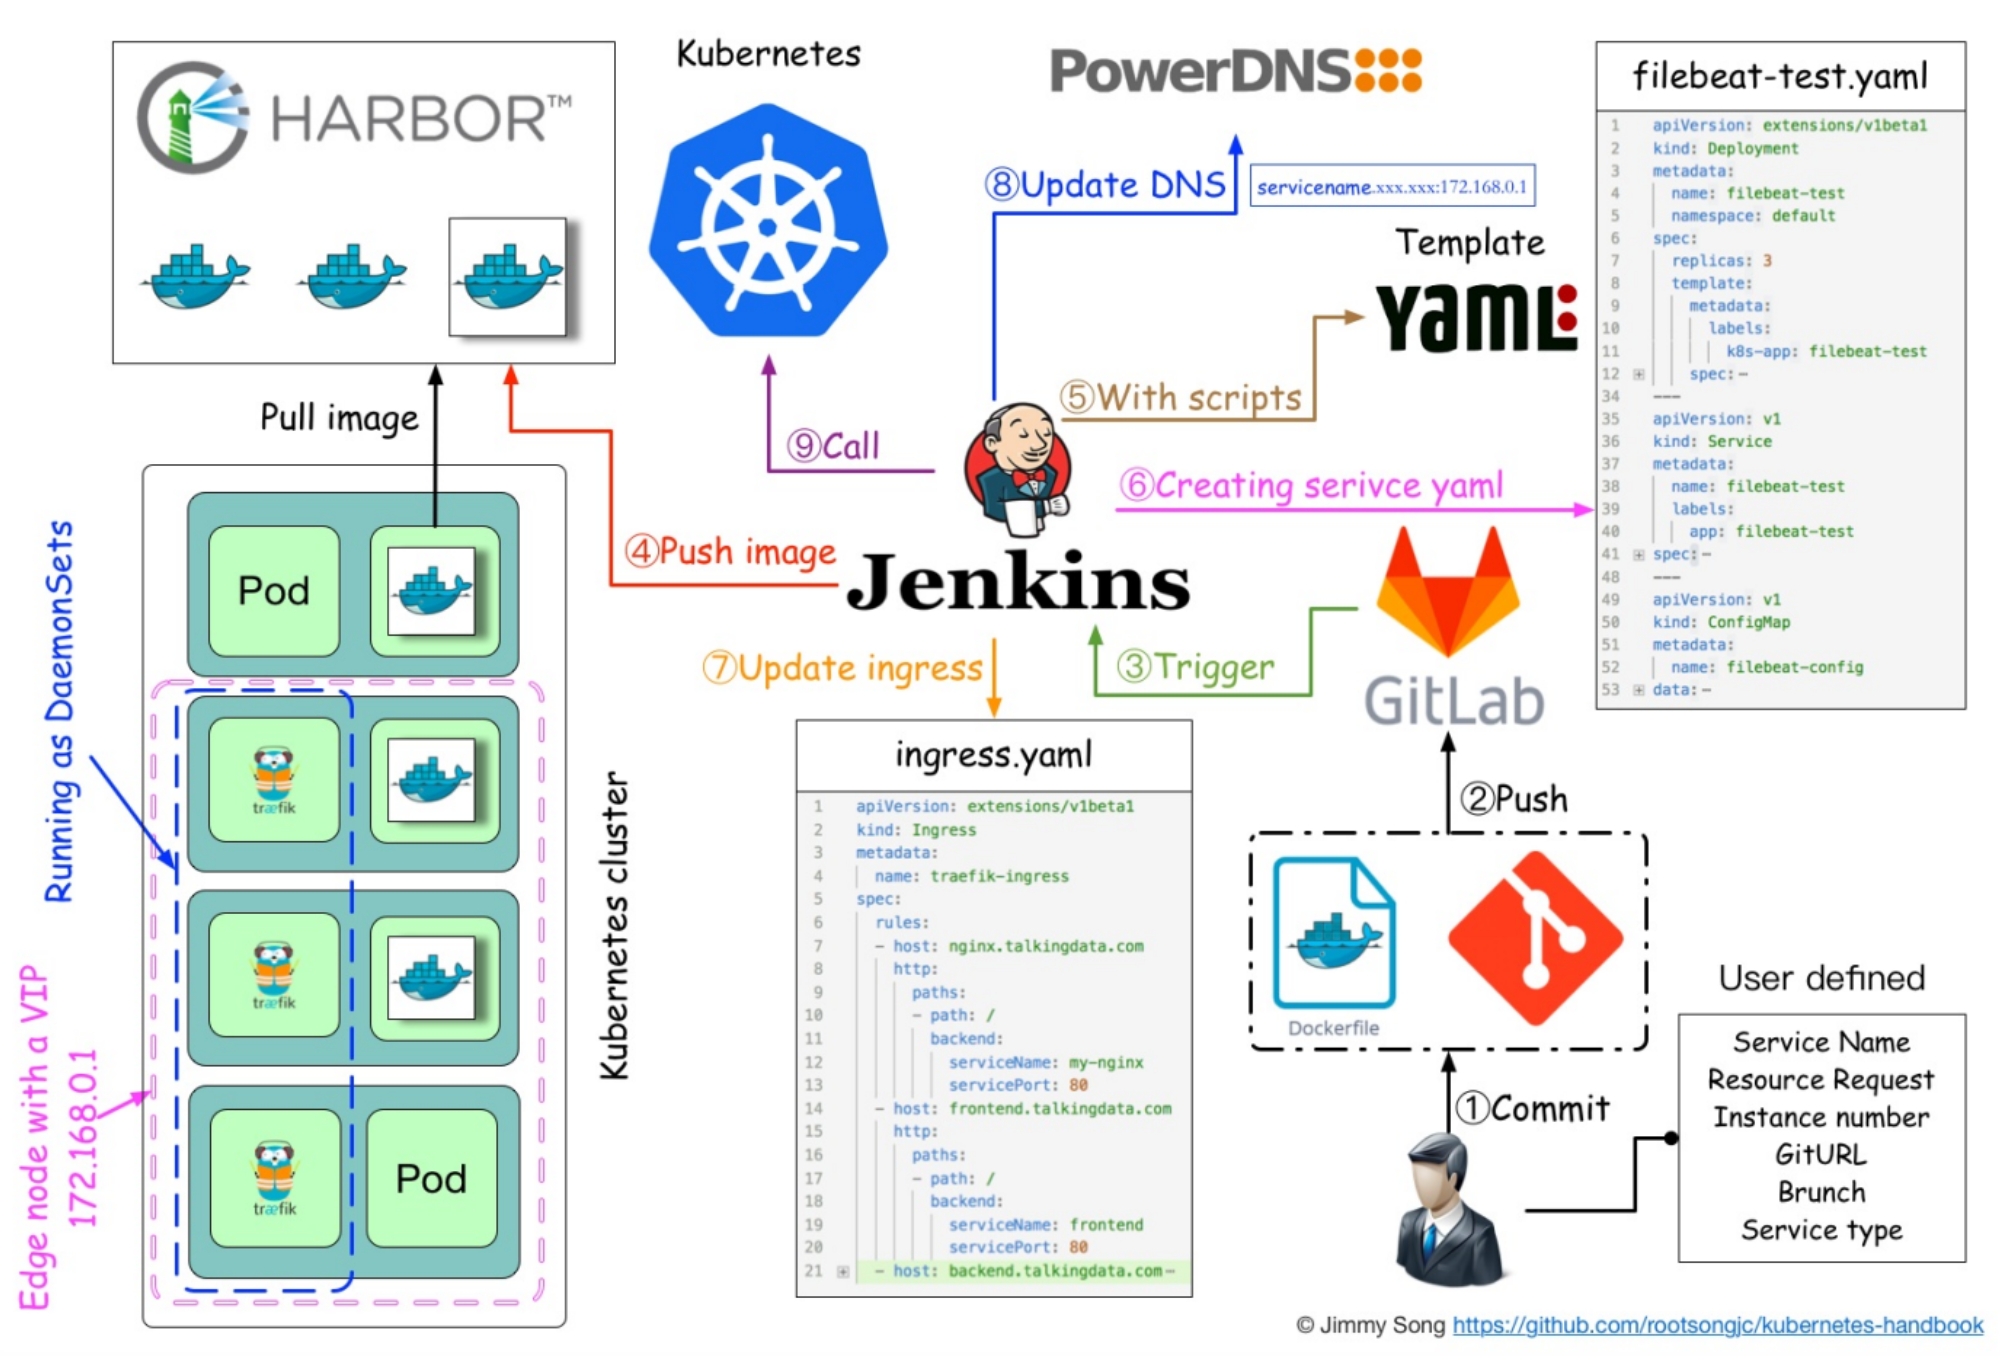 HARBOR™
Kubernetes
PowerDNS
⑧Update DNS
servicename.xxx.xxx:172.168.0.1
Template
YAML
⑤With scripts
⑨Call
⑥Creating serivce yaml
Pull image
④Push image
Jenkins
③Trigger
⑦Update ingress
GitLab
②Push
Dockerfile
①Commit
User defined
Service Name
Resource Request
Instance number
GitURL
Brunch
Service type
Pod
træfik
træfik
træfik
Pod
Running as DaemonSets
Edge node with a VIP
172.168.0.1
Kubernetes cluster
filebeat-test.yaml
1 apiVersion: extensions/v1beta1
2 kind: Deployment
3 metadata:
4 name: filebeat-test
5 namespace: default
6 spec:
7 replicas: 3
8 template:
9 metadata:
10 labels:
11 k8s-app: filebeat-test
12 spec:
34 ---
35 apiVersion: v1
36 kind: Service
37 metadata:
38 name: filebeat-test
39 labels:
40 app: filebeat-test
41 spec:
48 ---
49 apiVersion: v1
50 kind: ConfigMap
51 metadata:
52 name: filebeat-config
53 data:
ingress.yaml
1 apiVersion: extensions/v1beta1
2 kind: Ingress
3 metadata:
4 name: traefik-ingress
5 spec:
6 rules:
7 - host: nginx.talkingdata.com
8 http:
9 paths:
10 - path: /
11 backend:
12 serviceName: my-nginx
13 servicePort: 80
14 - host: frontend.talkingdata.com
15 http:
16 paths:
17 - path: /
18 backend:
19 serviceName: frontend
20 servicePort: 80
21 - host: backend.talkingdata.com
© Jimmy Song https://github.com/rootsongjc/kubernetes-handbook